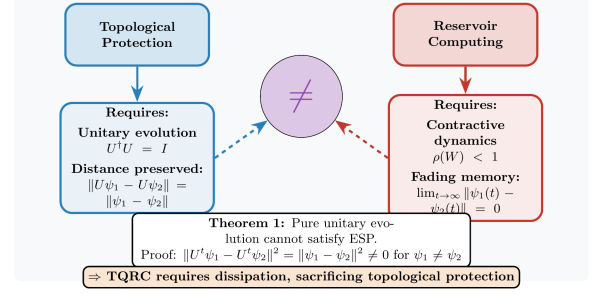 Topological
Protection
Reservoir
Computing
≠
Requires:
Unitary evolution
U†U = I
Distance preserved:
‖Uψ₁ − Uψ₂‖ =
‖ψ₁ − ψ₂‖
Requires:
Contractive
dynamics
ρ(W) < 1
Fading memory:
lim_{t→∞} ‖ψ₁(t) −
ψ₂(t)‖ = 0
Theorem 1: Pure unitary evo-
lution cannot satisfy ESP.
Proof: ‖Uᵗψ₁ − Uᵗψ₂‖² = ‖ψ₁ − ψ₂‖² ≠ 0 for ψ₁ ≠ ψ₂
⇒ TQRC requires dissipation, sacrificing topological protection